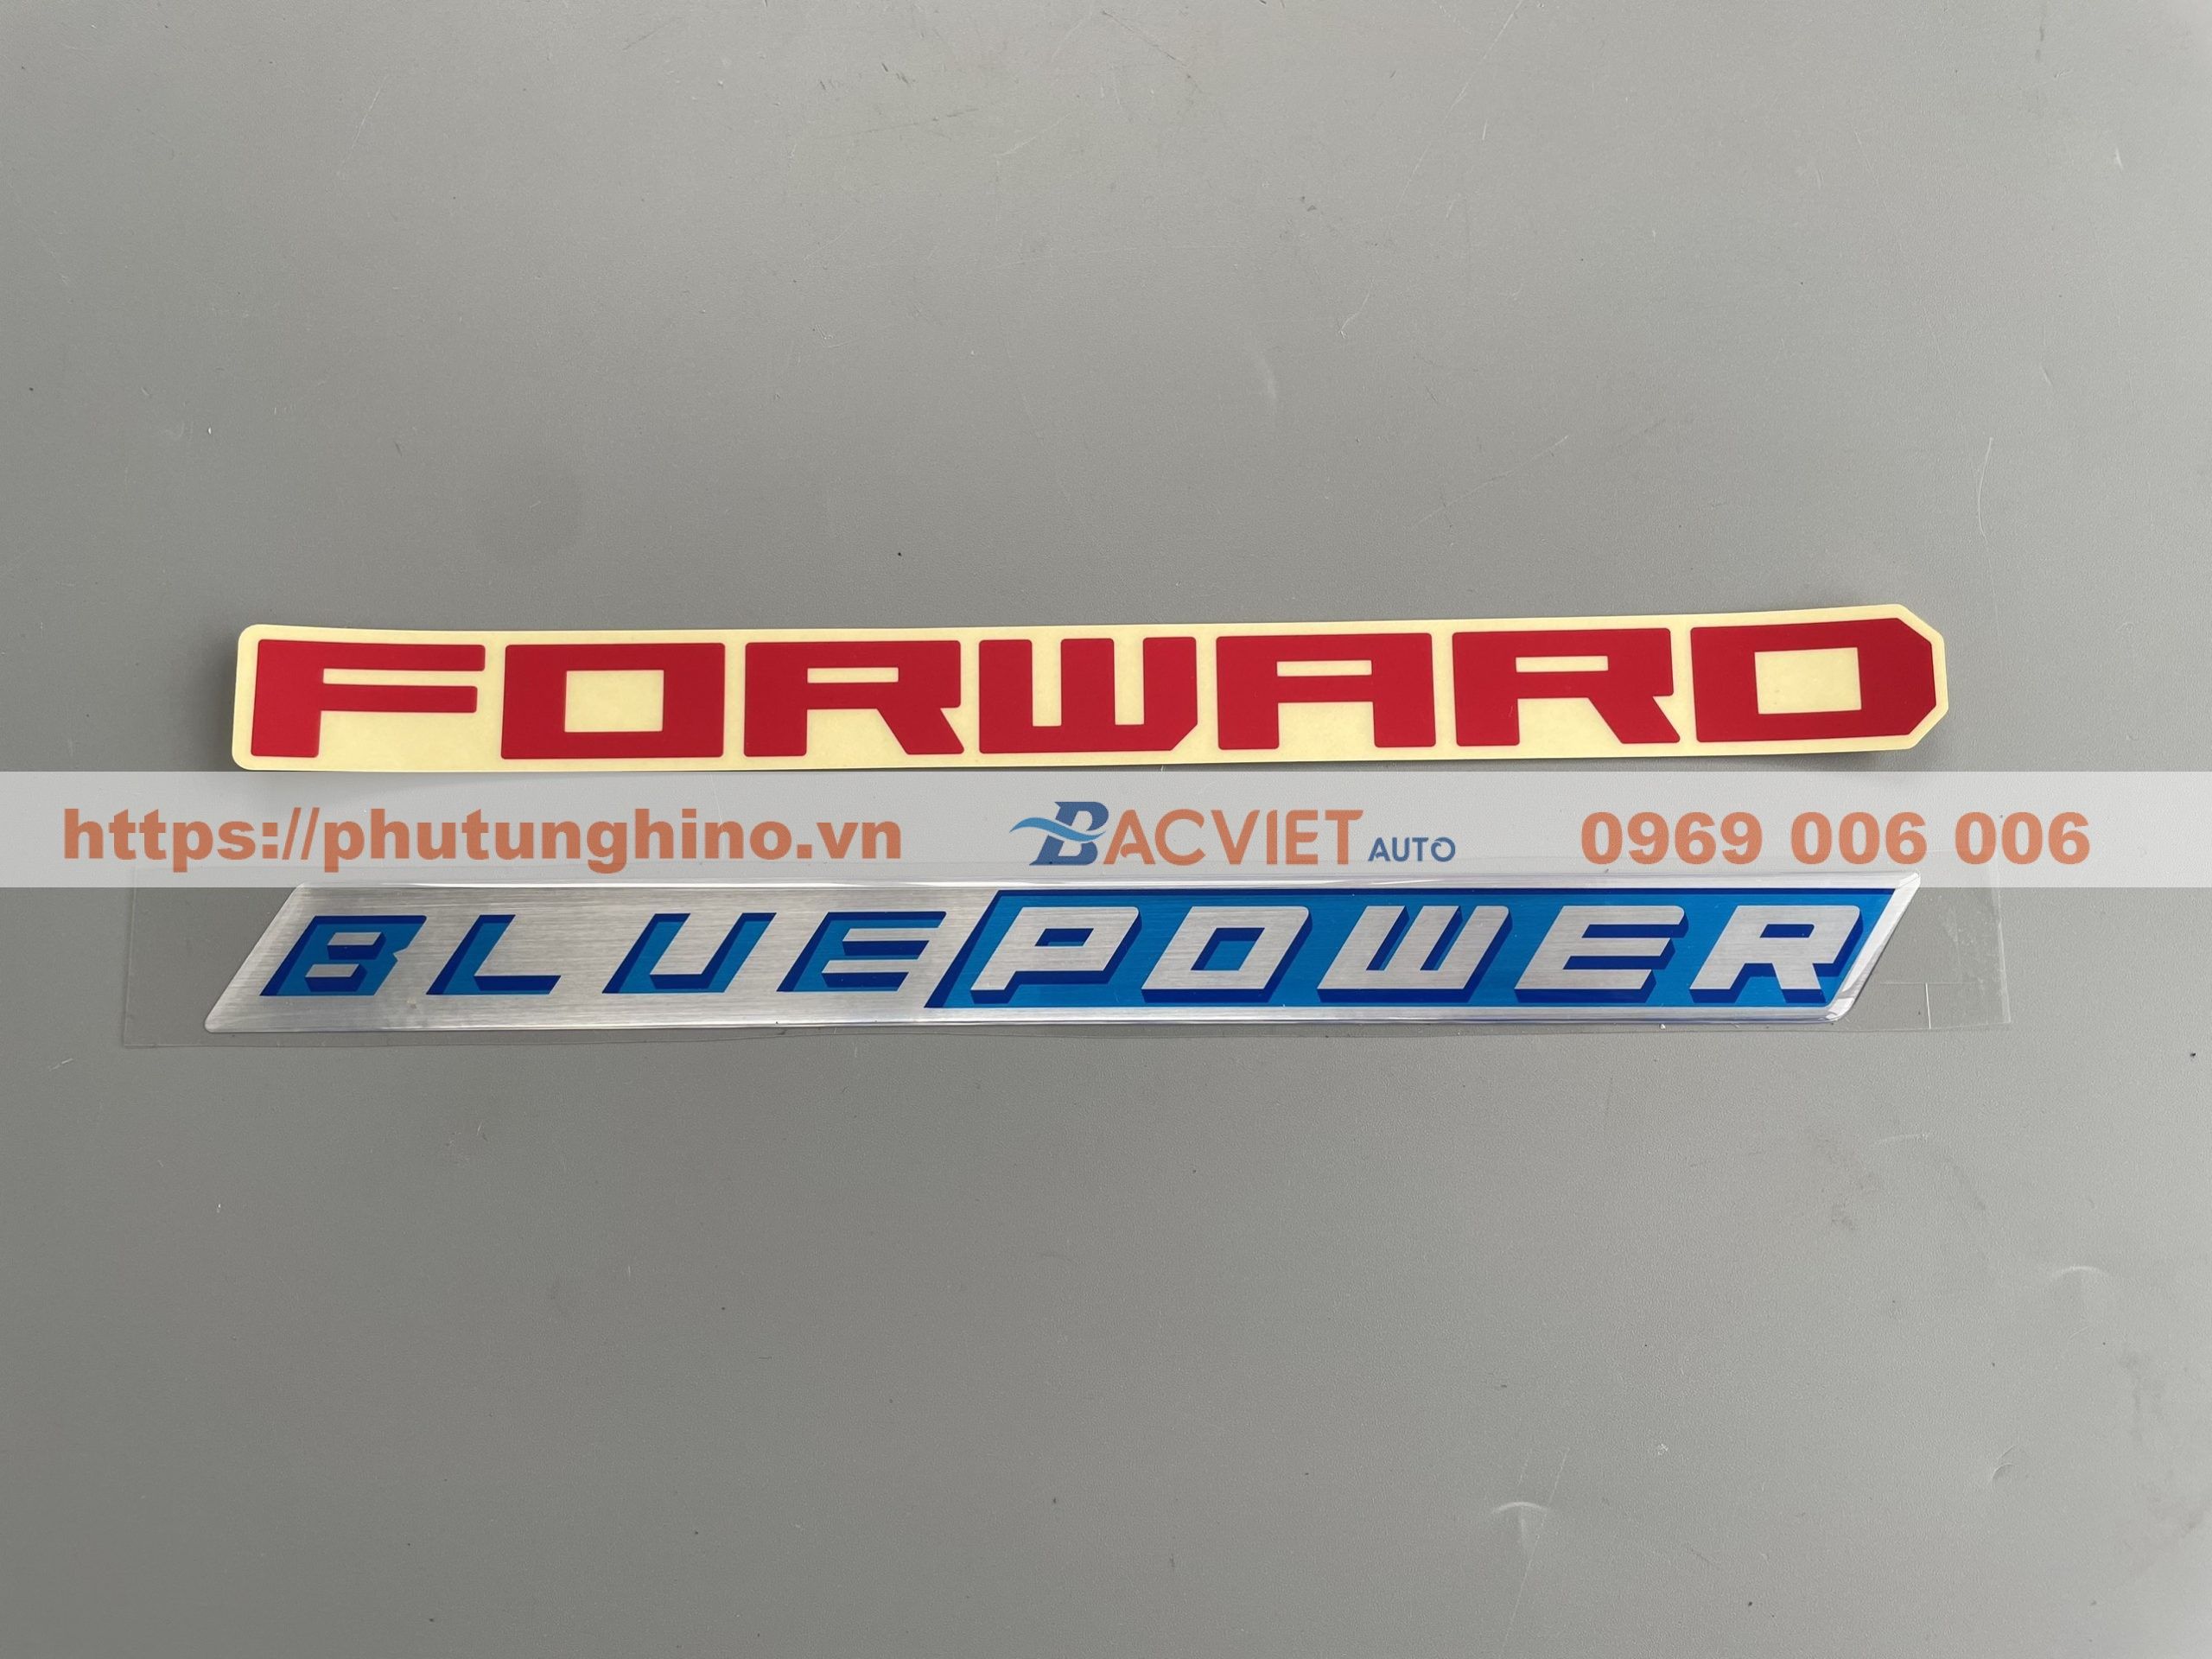 FORWARD
https://phutunghino.vn BACVIET AUTO 0969 006 006
BLUEPOWER